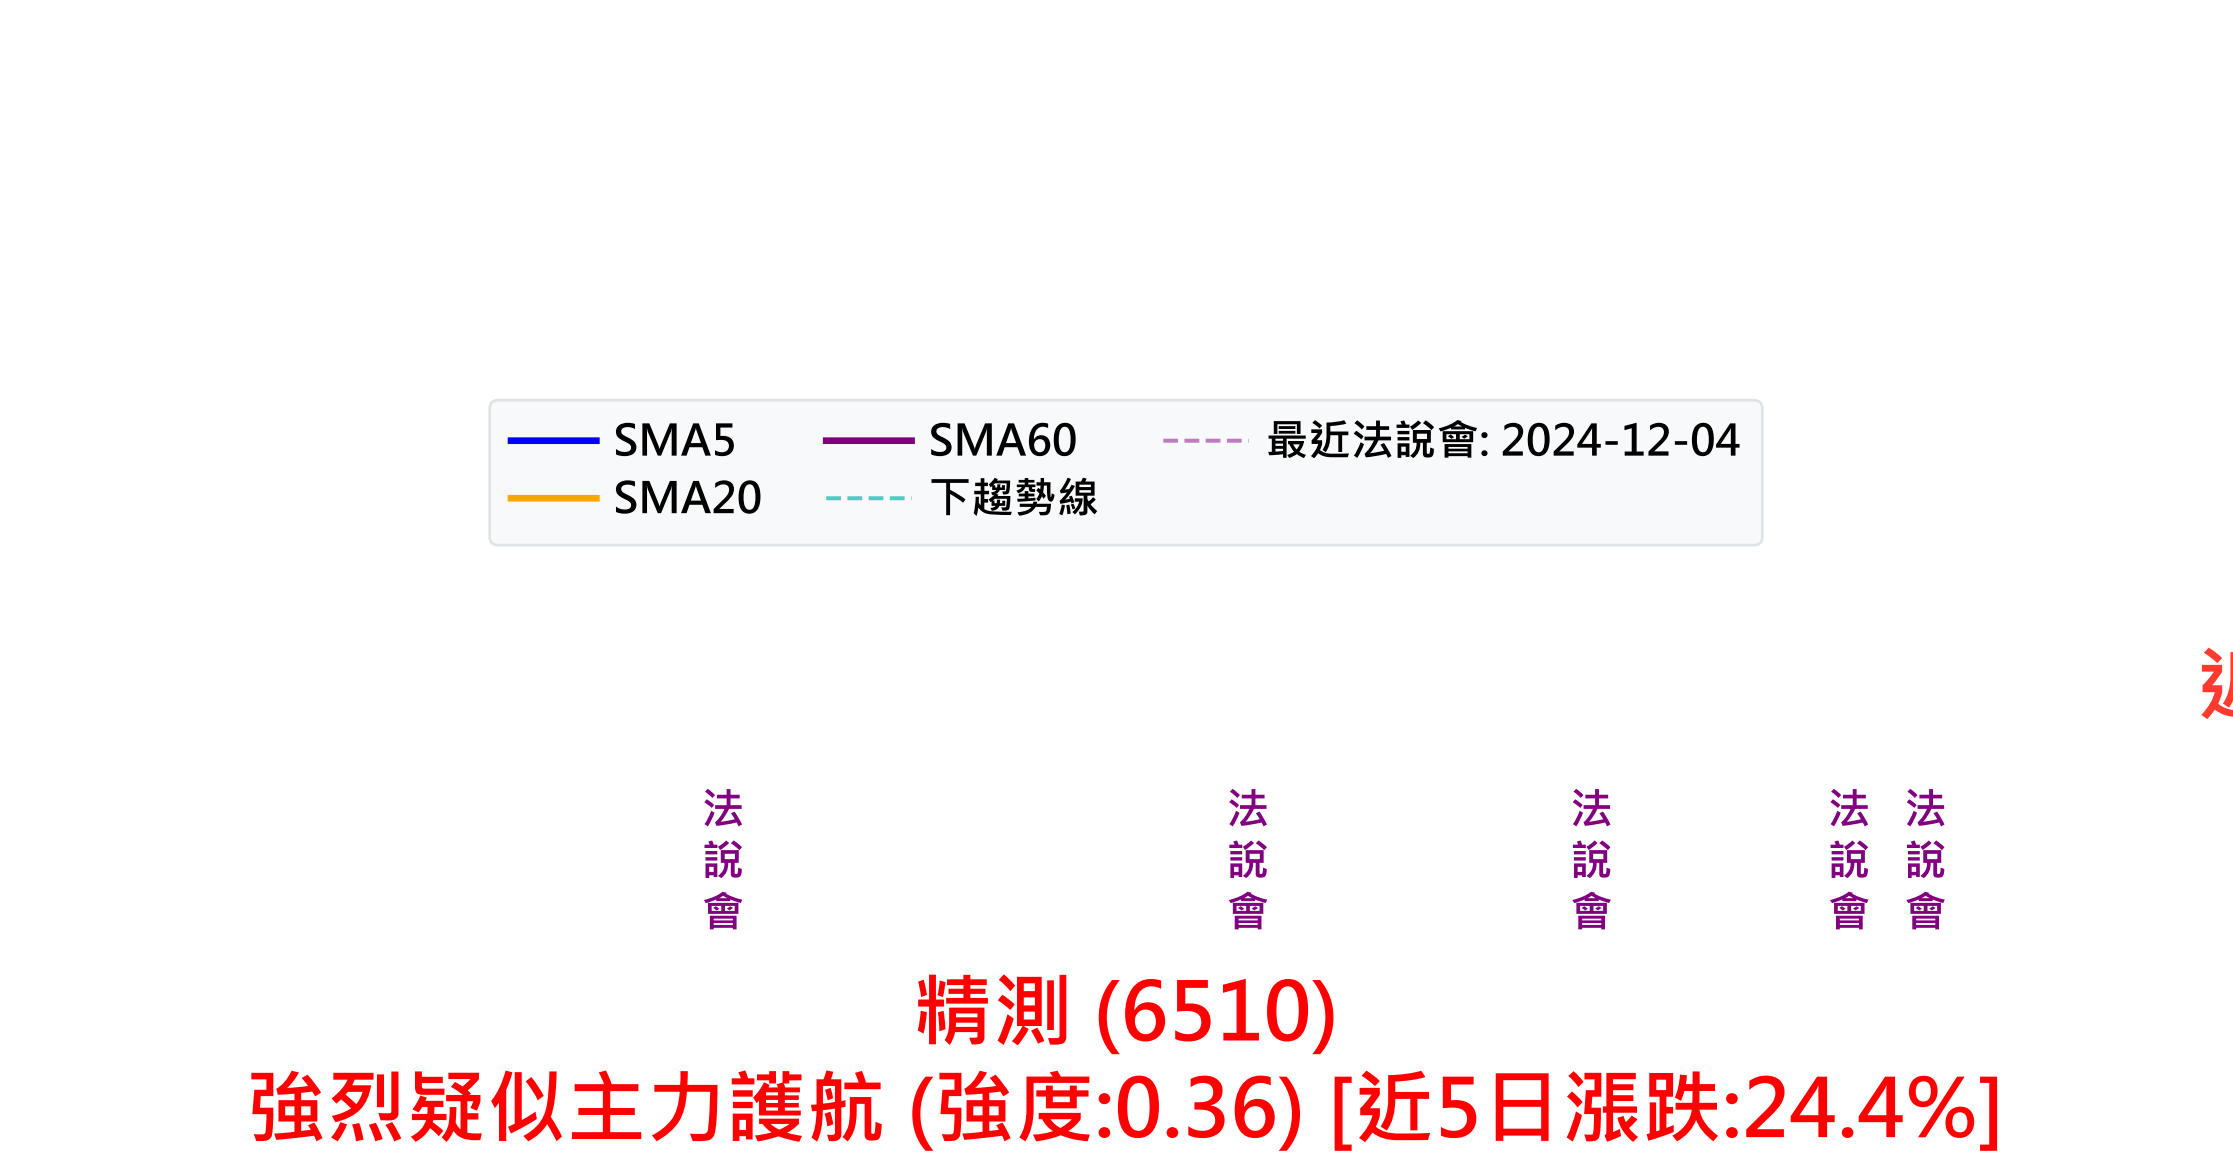 SMA5
SMA20
SMA60
下趨勢線
最近法說會: 2024-12-04
法說會
法說會
法說會
法說會
法說會
精測 (6510)
強烈疑似主力護航 (強度:0.36) [近5日漲跌:24.4%]